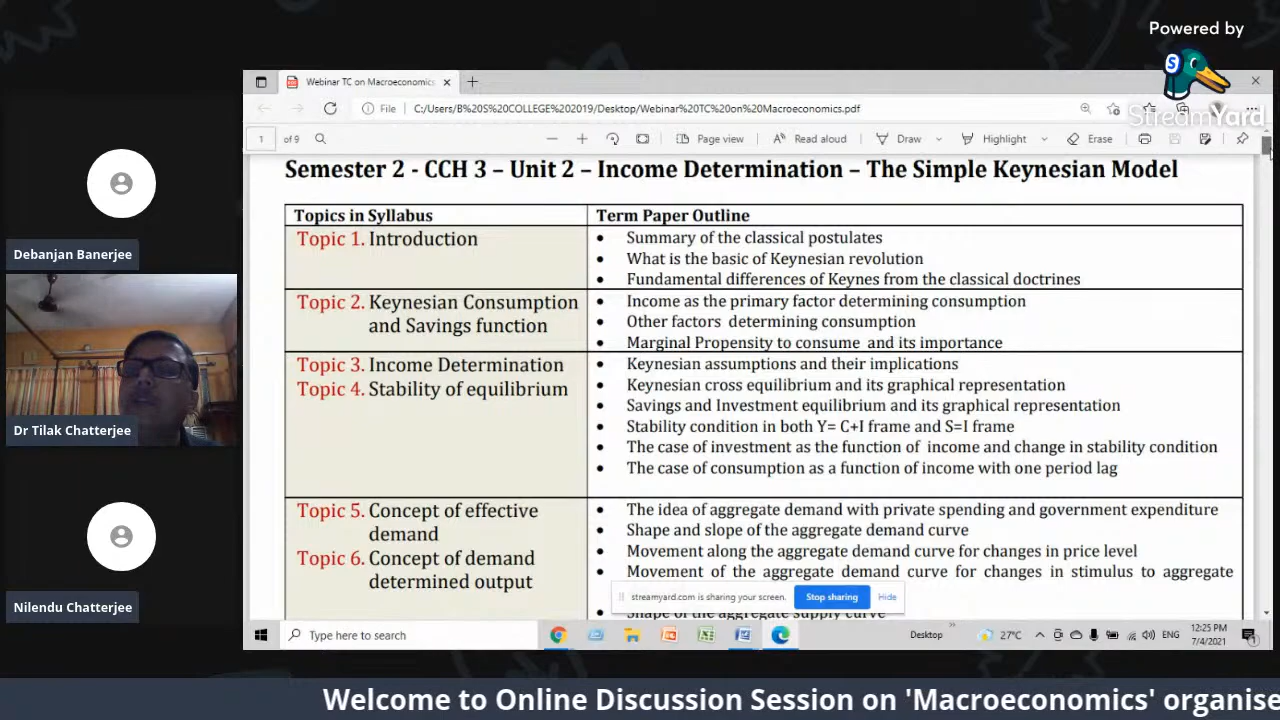 Powered by
S
StreamYard
Webinar TC on Macroeconomics
File C:/Users/B%20S%20COLLEGE%202019/Desktop/Webinar%20TC%20on%20Macroeconomics.pdf
1 of 9 Page view Read aloud Draw Highlight Erase
Semester 2 - CCH 3 – Unit 2 – Income Determination – The Simple Keynesian Model
Topics in Syllabus
Term Paper Outline
Topic 1. Introduction
• Summary of the classical postulates
• What is the basic of Keynesian revolution
• Fundamental differences of Keynes from the classical doctrines
Topic 2. Keynesian Consumption
and Savings function
• Income as the primary factor determining consumption
• Other factors determining consumption
• Marginal Propensity to consume and its importance
Topic 3. Income Determination
Topic 4. Stability of equilibrium
• Keynesian assumptions and their implications
• Keynesian cross equilibrium and its graphical representation
• Savings and Investment equilibrium and its graphical representation
• Stability condition in both Y= C+I frame and S=I frame
• The case of investment as the function of income and change in stability condition
• The case of consumption as a function of income with one period lag
Topic 5. Concept of effective
demand
Topic 6. Concept of demand
determined output
• The idea of aggregate demand with private spending and government expenditure
• Shape and slope of the aggregate demand curve
• Movement along the aggregate demand curve for changes in price level
• Movement of the aggregate demand curve for changes in stimulus to aggregate
• Shape of the aggregate supply curve
streamyard.com is sharing your screen. Stop sharing Hide
Type here to search
Desktop
27°C
ENG
12:25 PM
7/4/2021
Debanjan Banerjee
Dr Tilak Chatterjee
Nilendu Chatterjee
Welcome to Online Discussion Session on 'Macroeconomics' organise